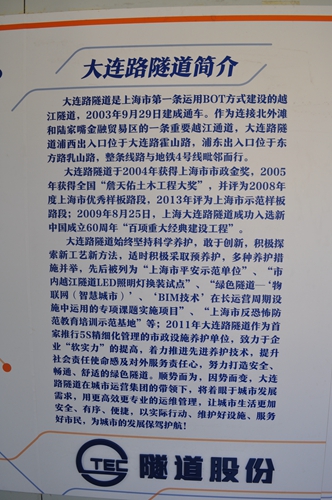 大连路隧道简介
大连路隧道是上海市第一条运用BOT方式建设的越
江隧道，2003年9月29日建成通车。作为连接北外滩
和陆家嘴金融贸易区的一条重要越江通道，大连路隧
道浦西出入口位于大连路霍山路，浦东出入口位于东
方路乳山路，整条线路与地铁4号线毗邻而行。
大连路隧道于2004年获得上海市市政金奖，2005
年获得全国“詹天佑土木工程大奖”，并评为2008年
度上海市优秀样板路段，2013年评为上海市示范样板
路段；2009年8月25日，上海大连路隧道成功入选新
中国成立60周年“百项重大经典建设工程”。
大连路隧道始终坚持科学养护，敢于创新，积极探
索新工艺新方法，适时积极采取预养护，多种养护措
施并举，先后被列为“上海市平安示范单位”、“市
内越江隧道LED照明灯换装试点”、“绿色隧道—‘物
联网（智慧城市）’、‘BIM技术’在长运营周期设
施中运用的专项课题实施项目”、“上海市反恐怖防
范教育培训示范基地”等；2011年大连路隧道作为首
家推行5S精细化管理的市政设施养护单位，致力于企
业“软实力”的提高，着力推进先进养护技术，提升
社会责任使命感及对外服务责任心，努力打造安全、
畅通、舒适的绿色隧道。顺势而为，因势而变，大连
路隧道在城市运营集团的带领下，将着眼于城市发展
需求，用更高效更专业的运维管理，让城市生活更加
安全、有序、便捷，以实际行动、维护好设施、服务
好市民，为城市的发展保驾护航！
STEC 隧道股份